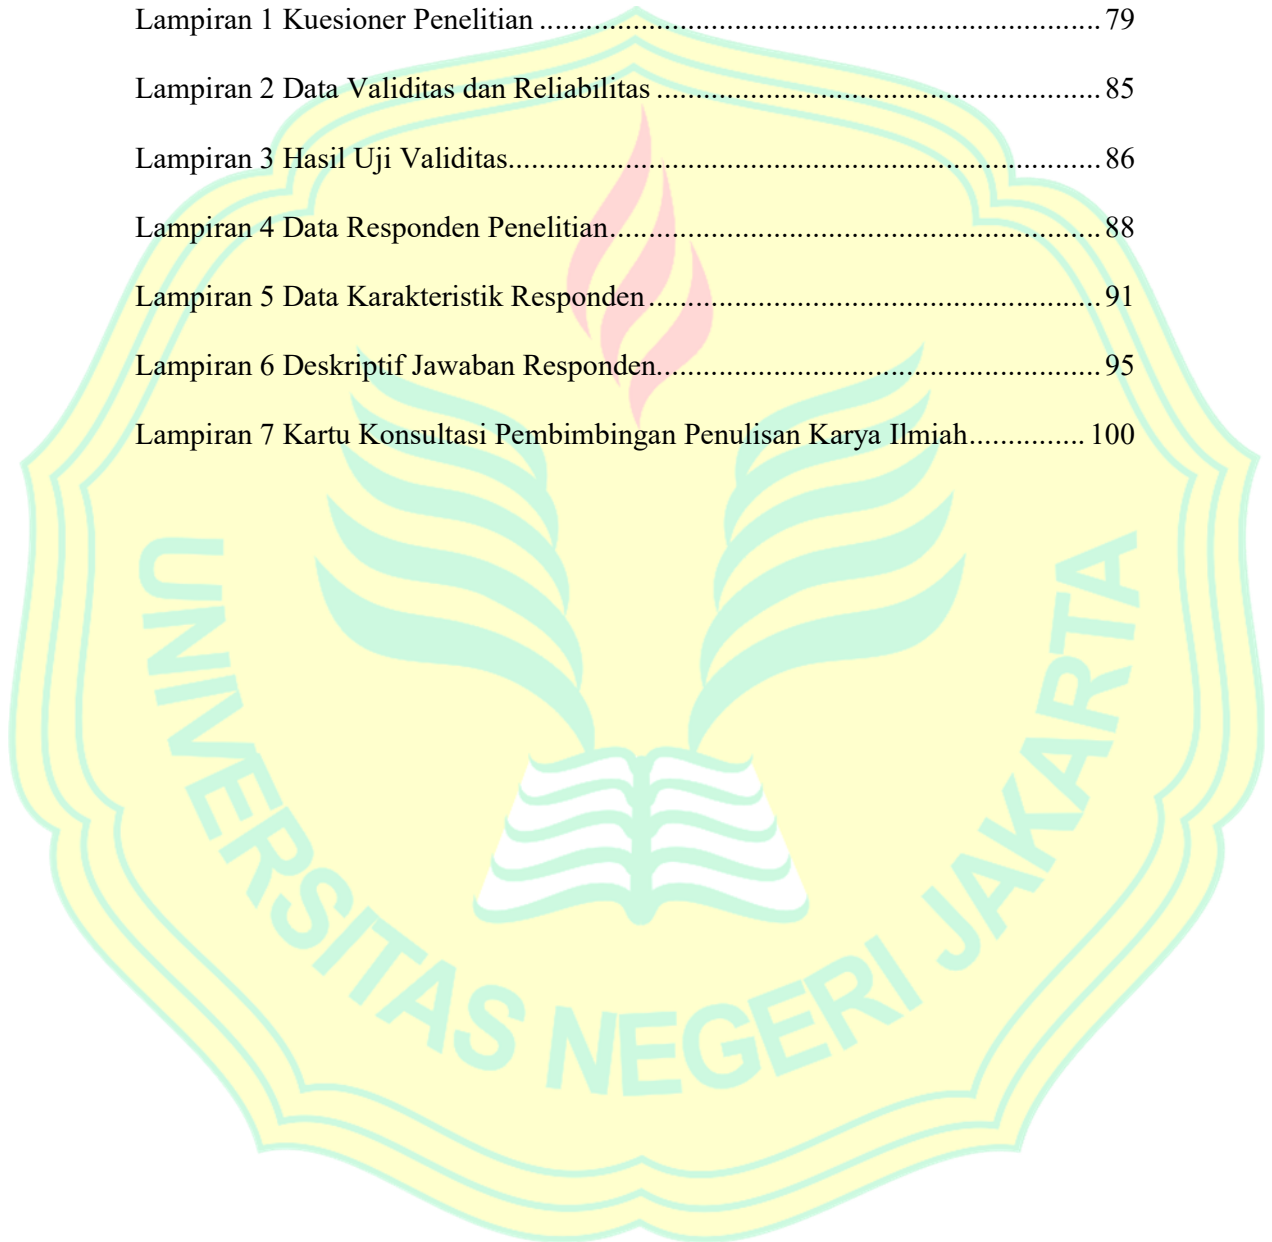 Lampiran 1 Kuesioner Penelitian ........................................................................... 79
Lampiran 2 Data Validitas dan Reliabilitas ........................................................... 85
Lampiran 3 Hasil Uji Validitas............................................................................... 86
Lampiran 4 Data Responden Penelitian.................................................................. 88
Lampiran 5 Data Karakteristik Responden ............................................................ 91
Lampiran 6 Deskriptif Jawaban Responden........................................................... 95
Lampiran 7 Kartu Konsultasi Pembimbingan Penulisan Karya Ilmiah............... 100
UNIVERSITAS NEGERI JAKARTA